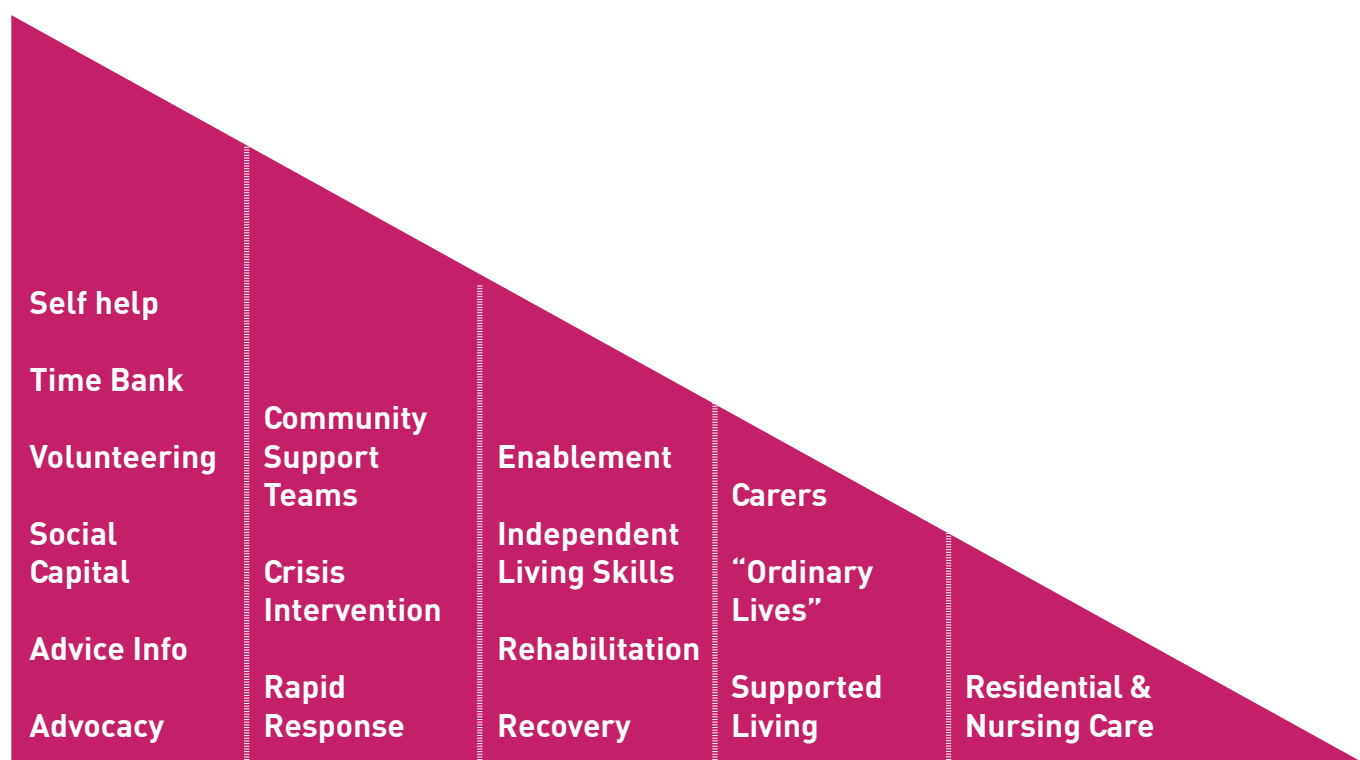 Self help
Time Bank
Volunteering
Social
Capital
Advice Info
Advocacy
Community
Support
Teams
Crisis
Intervention
Rapid
Response
Enablement
Independent
Living Skills
Rehabilitation
Recovery
Carers
“Ordinary
Lives”
Supported
Living
Residential &
Nursing Care